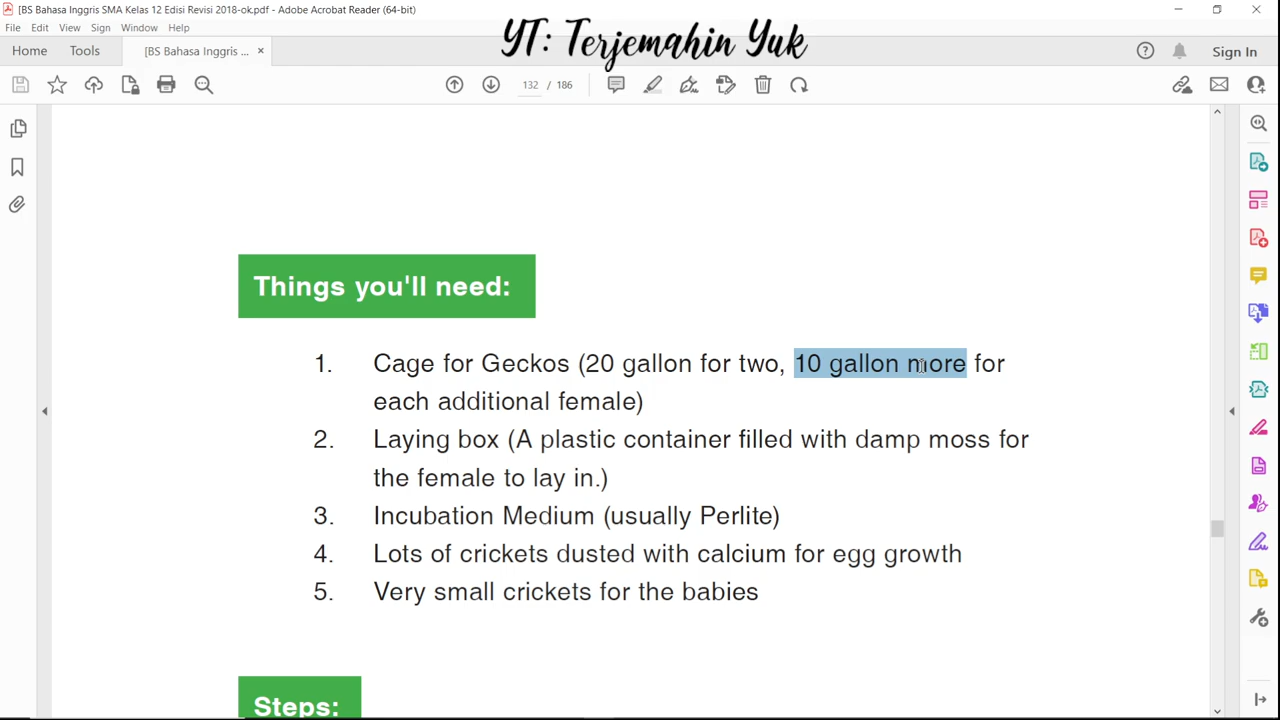 [BS Bahasa Inggris SMA Kelas 12 Edisi Revisi 2018-ok.pdf - Adobe Acrobat Reader (64-bit)
File Edit View Sign Window Help
YT: Terjemahin Yuk
Home Tools [BS Bahasa Inggris ... × Sign In
132 / 186
Things you'll need:
1. Cage for Geckos (20 gallon for two, 10 gallon more for
each additional female)
2. Laying box (A plastic container filled with damp moss for
the female to lay in.)
3. Incubation Medium (usually Perlite)
4. Lots of crickets dusted with calcium for egg growth
5. Very small crickets for the babies
Steps: